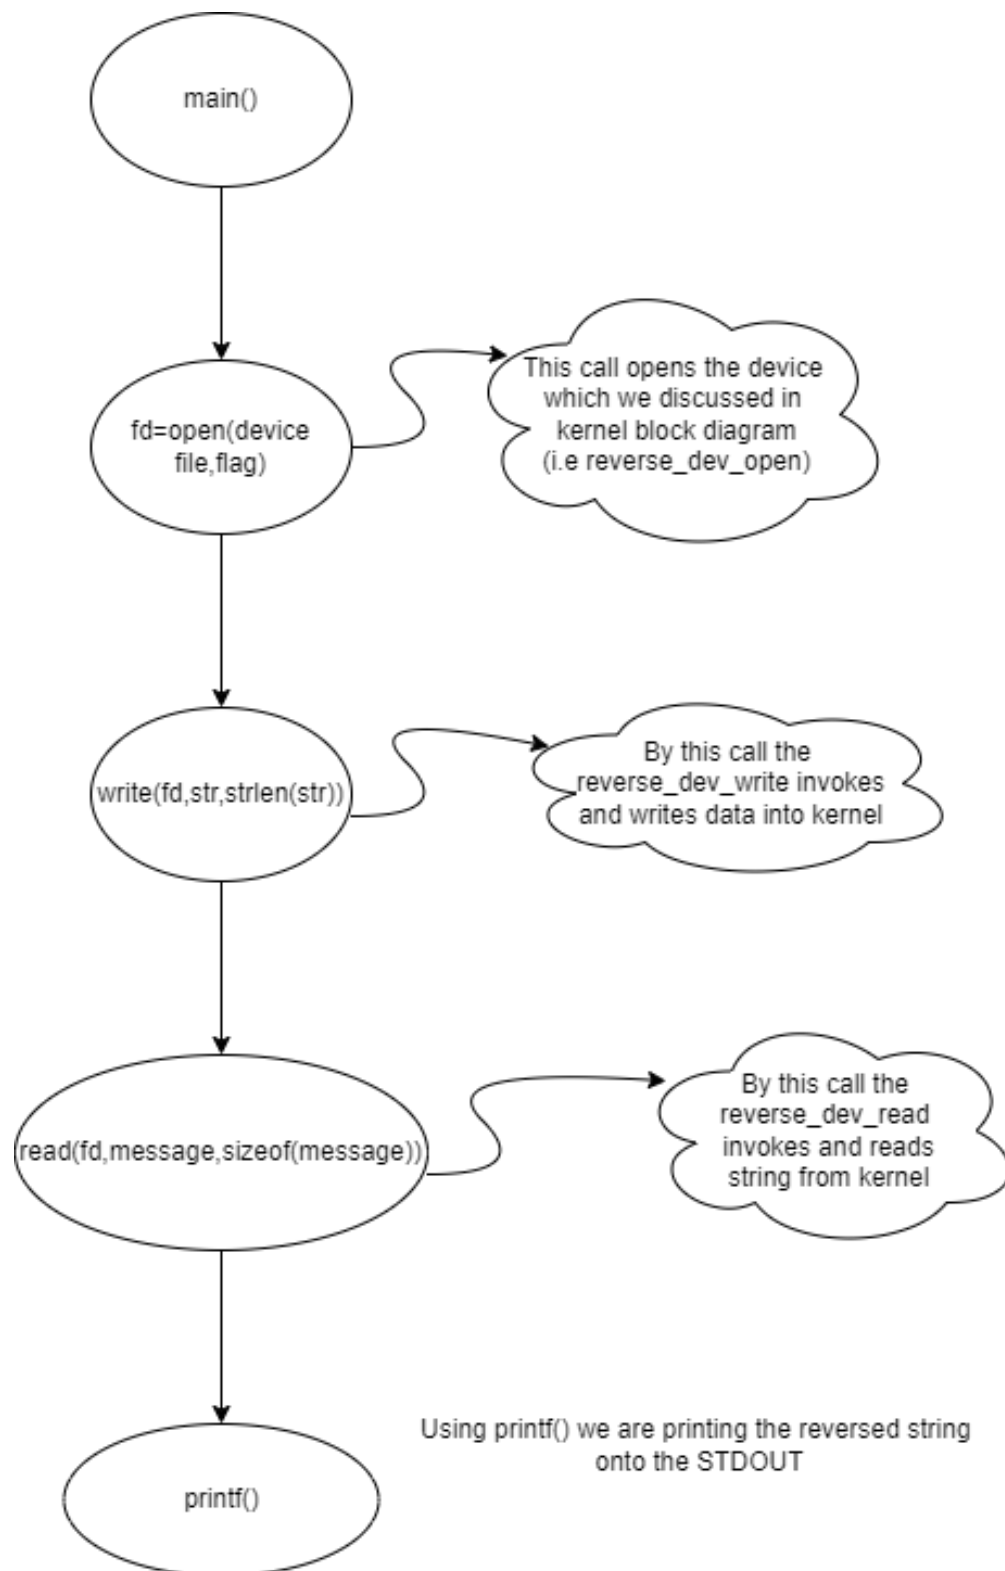 main()
fd=open(device
file,flag)
This call opens the device
which we discussed in
kernel block diagram
(i.e reverse_dev_open)
write(fd,str,strlen(str))
By this call the
reverse_dev_write invokes
and writes data into kernel
read(fd,message,sizeof(message))
By this call the
reverse_dev_read
invokes and reads
string from kernel
printf()
Using printf() we are printing the reversed string
onto the STDOUT